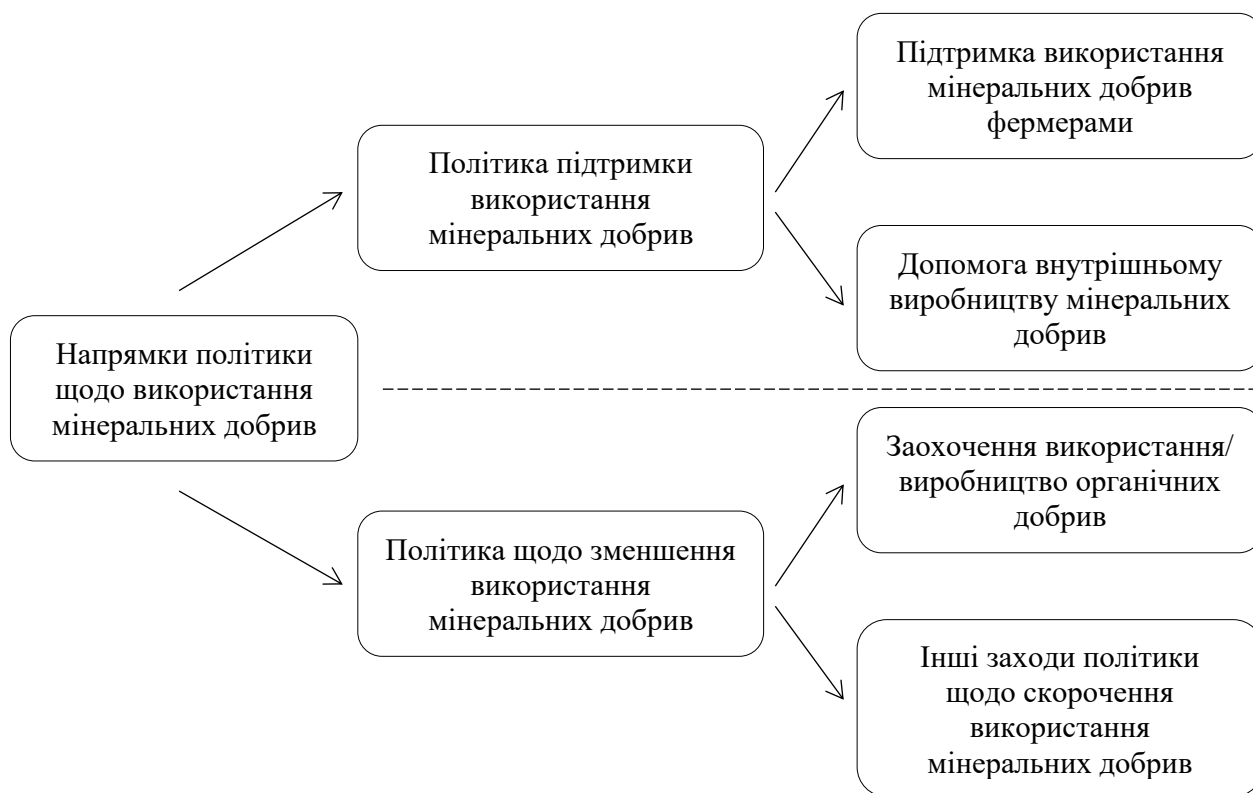 Напрямки політики
щодо використання
мінеральних добрив
Політика підтримки
використання
мінеральних добрив
Підтримка використання
мінеральних добрив
фермерами
Допомога внутрішньому
виробництву мінеральних
добрив
Політика щодо зменшення
використання
мінеральних добрив
Заохочення використання/
виробництво органічних
добрив
Інші заходи політики
щодо скорочення
використання
мінеральних добрив